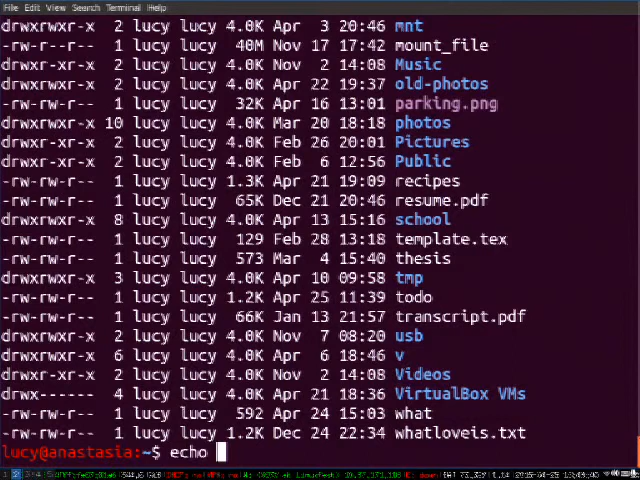 File Edit View Search Terminal Help
drwxrwxr-x 2 lucy lucy 4.0K Apr 3 20:46 mnt
-rw-r--r-- 1 lucy lucy 40M Nov 17 17:42 mount_file
drwxr-xr-x 2 lucy lucy 4.0K Nov 2 14:08 Music
drwxrwxr-x 2 lucy lucy 4.0K Apr 22 19:37 old-photos
-rw-rw-r-- 1 lucy lucy 32K Apr 16 13:01 parking.png
drwxrwxr-x 10 lucy lucy 4.0K Mar 20 18:18 photos
drwxr-xr-x 2 lucy lucy 4.0K Feb 26 20:01 Pictures
drwxr-xr-x 2 lucy lucy 4.0K Feb 6 12:56 Public
-rw-rw-r-- 1 lucy lucy 1.3K Apr 21 19:09 recipes
-rw-rw-r-- 1 lucy lucy 65K Dec 21 20:46 resume.pdf
drwxrwxr-x 8 lucy lucy 4.0K Apr 13 15:16 school
-rw-rw-r-- 1 lucy lucy 129 Feb 28 13:18 template.tex
-rw-rw-r-- 1 lucy lucy 573 Mar 4 15:40 thesis
drwxrwxr-x 3 lucy lucy 4.0K Apr 10 09:58 tmp
-rw-rw-r-- 1 lucy lucy 1.2K Apr 25 11:39 todo
-rw-rw-r-- 1 lucy lucy 66K Jan 13 21:57 transcript.pdf
drwxrwxr-x 2 lucy lucy 4.0K Nov 7 08:20 usb
drwxrwxr-x 6 lucy lucy 4.0K Apr 6 18:46 v
drwxr-xr-x 2 lucy lucy 4.0K Nov 2 14:08 Videos
drwx------ 4 lucy lucy 4.0K Apr 21 18:36 VirtualBox VMs
-rw-rw-r-- 1 lucy lucy 592 Apr 24 15:03 what
-rw-rw-r-- 1 lucy lucy 1.2K Dec 24 22:34 whatloveis.txt
lucy@anastasia:~$ echo